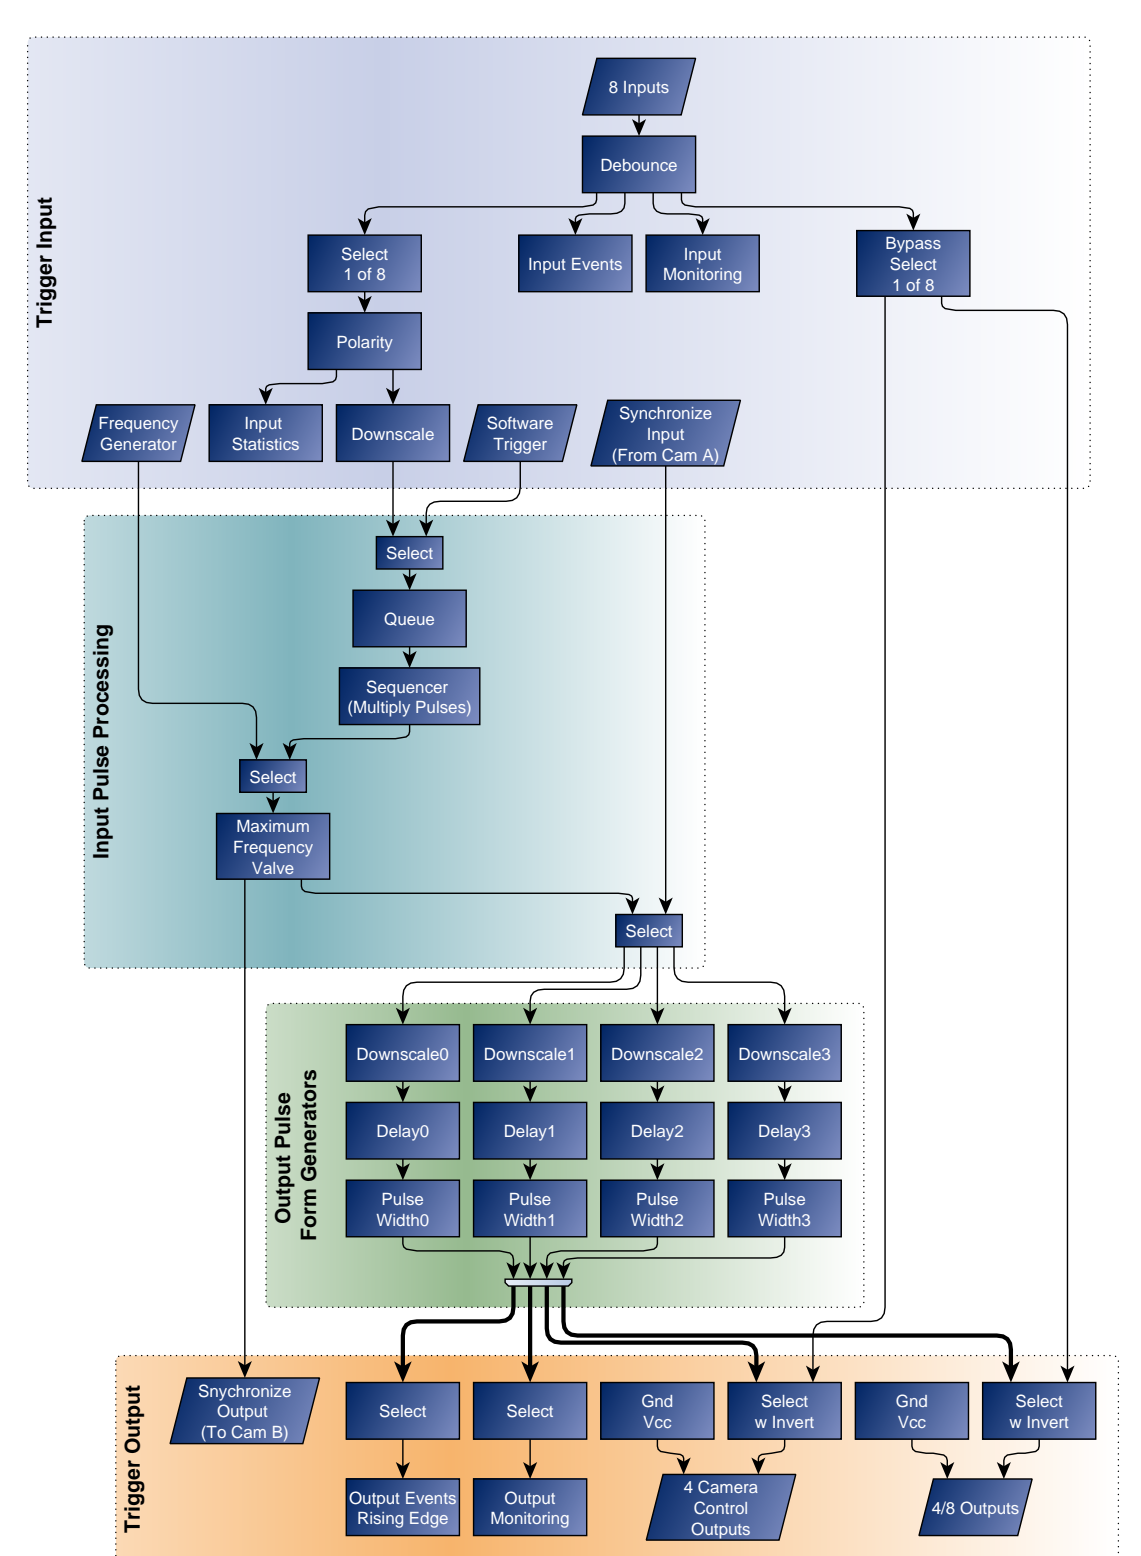 Trigger Input
8 Inputs
Debounce
Select
1 of 8
Input Events
Input
Monitoring
Bypass
Select
1 of 8
Polarity
Frequency
Generator
Input
Statistics
Downscale
Software
Trigger
Synchronize
Input
(From Cam A)
Input Pulse Processing
Select
Queue
Sequencer
(Multiply Pulses)
Select
Maximum
Frequency
Valve
Select
Output Pulse
Form Generators
Downscale0
Downscale1
Downscale2
Downscale3
Delay0
Delay1
Delay2
Delay3
Pulse
Width0
Pulse
Width1
Pulse
Width2
Pulse
Width3
Trigger Output
Snychronize
Output
(To Cam B)
Select
Select
Gnd
Vcc
Select
w Invert
Gnd
Vcc
Select
w Invert
Output Events
Rising Edge
Output
Monitoring
4 Camera
Control
Outputs
4/8 Outputs